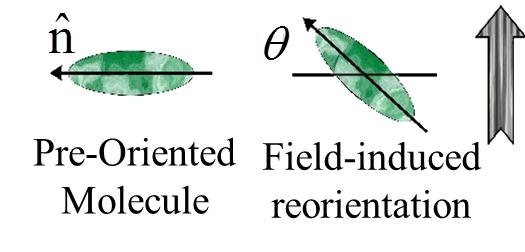 n̂
θ
Pre-Oriented
Molecule
Field-induced
reorientation